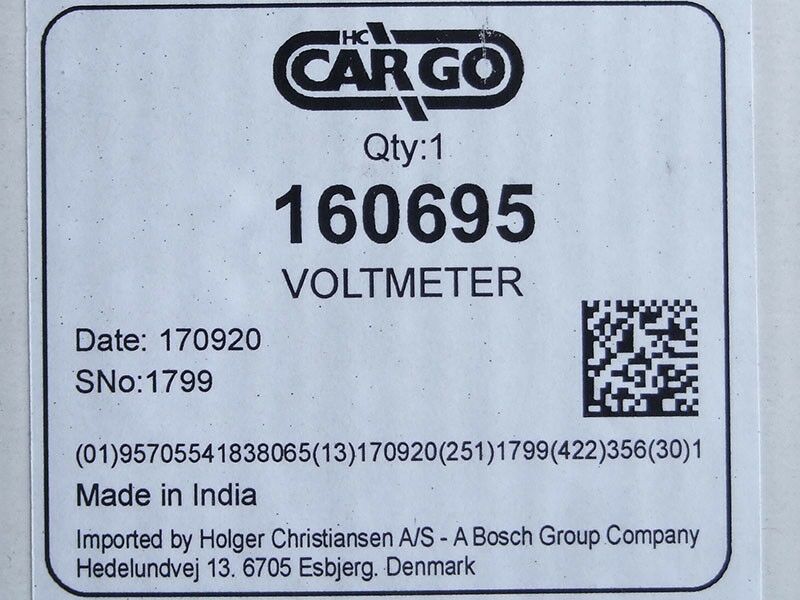 HC
CARGO
Qty:1
160695
VOLTMETER
Date: 170920
SNo:1799
(01)95705541838065(13)170920(251)1799(422)356(30)1
Made in India
Imported by Holger Christiansen A/S - A Bosch Group Company
Hedelundvej 13. 6705 Esbjerg. Denmark